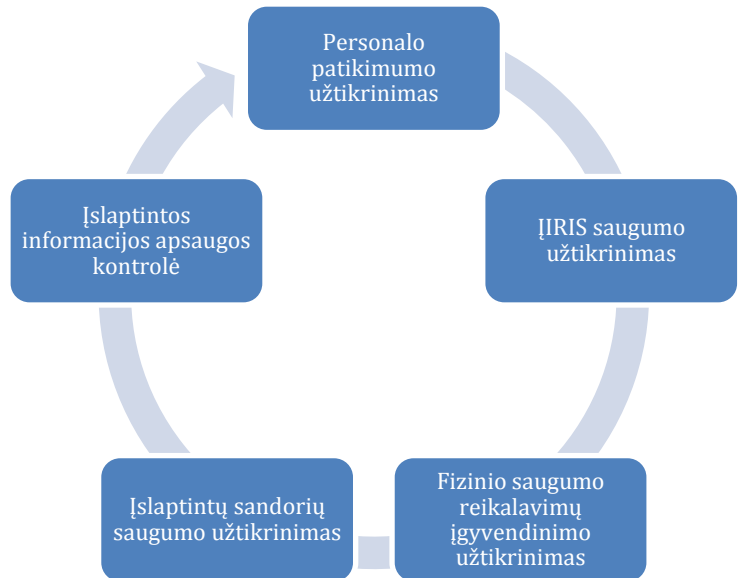 Personalo
patikimumo
užtikrinimas
ĮIRIS saugumo
užtikrinimas
Fizinio saugumo
reikalavimų
įgyvendinimo
užtikrinimas
Įslaptintų sandorių
saugumo užtikrinimas
Įslaptintos
informacijos apsaugos
kontrolė